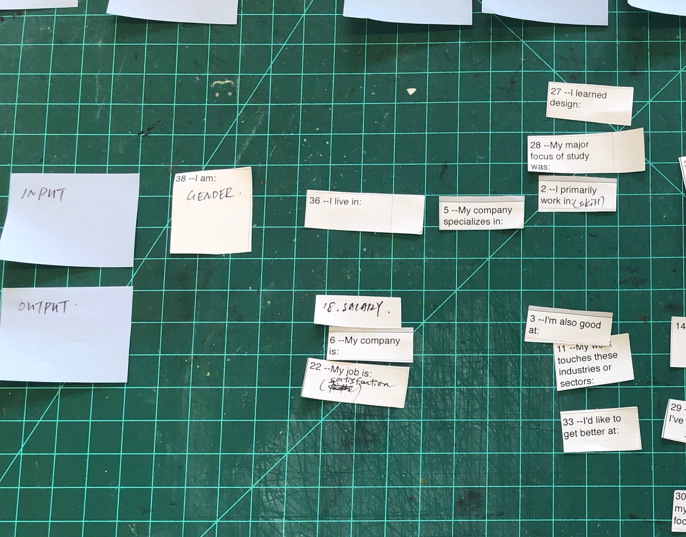 27 --I learned
design:
28 --My major
focus of study
was:
2 --I primarily
work in: (skill)
INPUT
38 --I am:
GENDER.
36 --I live in:
5 --My company
specializes in:
OUTPUT.
18. SALARY.
6 --My company
is:
22 --My job is:
satisfaction
3 --I'm also good
at:
11 --My work
touches these
industries or
sectors:
33 --I'd like to
get better at:
14
29
I've
30
my
foc